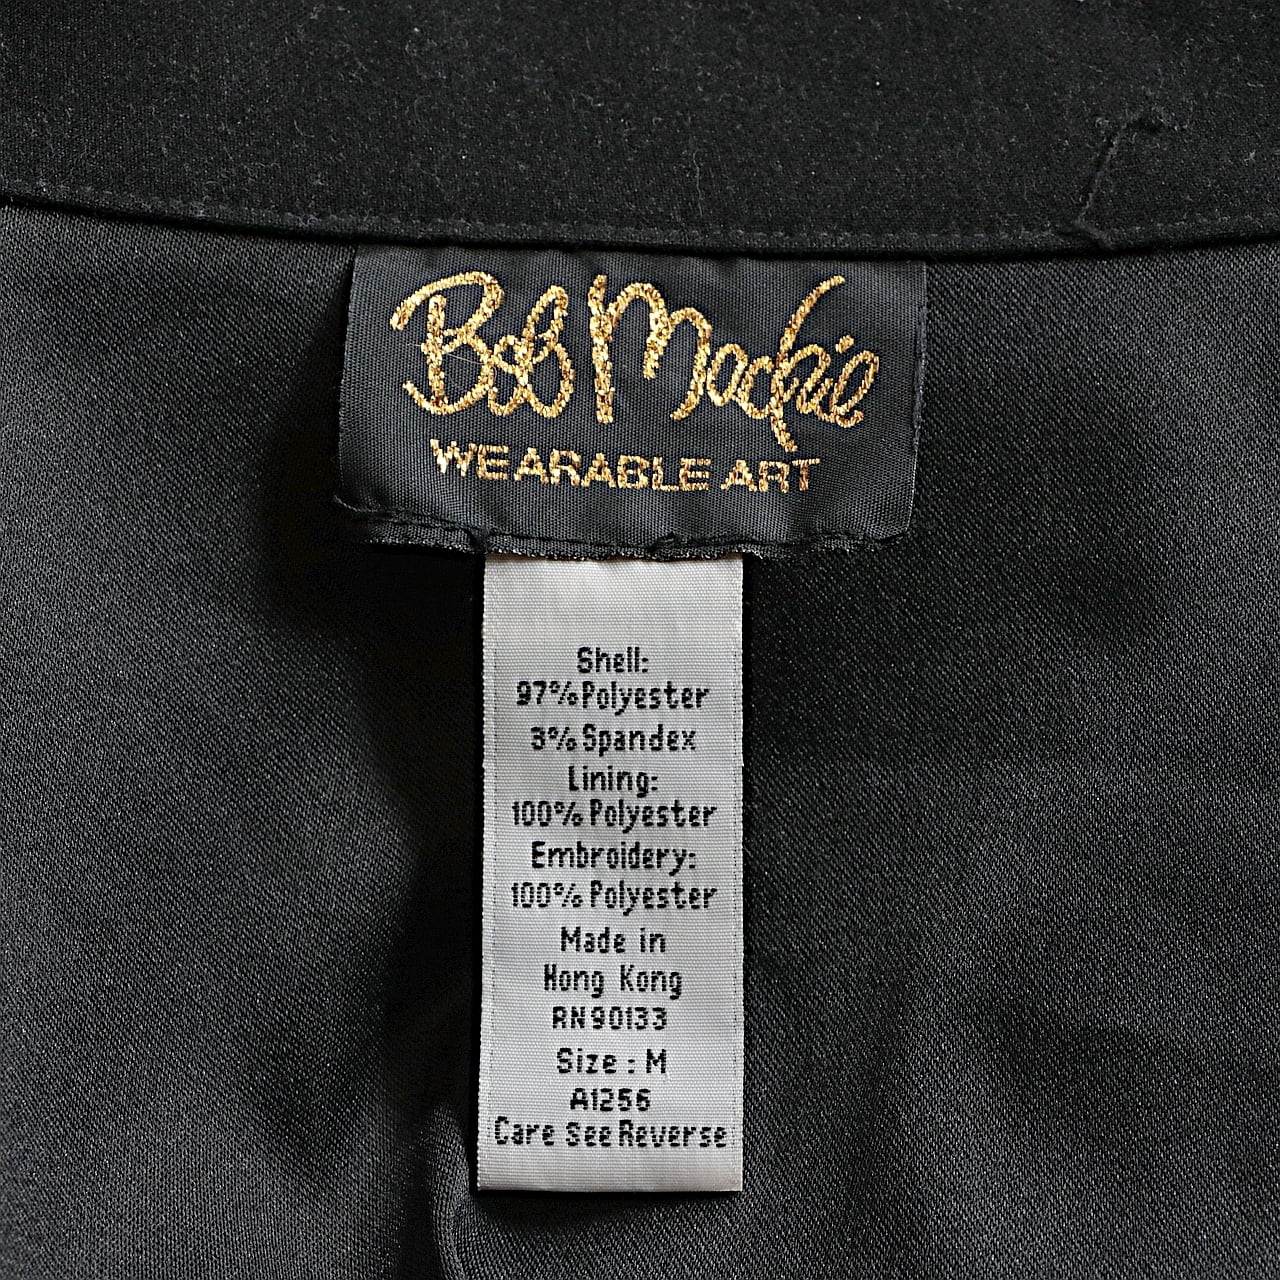 Bob Mackie
WEARABLE ART
Shell:
97% Polyester
3% Spandex
Lining:
100% Polyester
Embroidery:
100% Polyester
Made in
Hong Kong
RN90133
Size : M
A1256
Care See Reverse